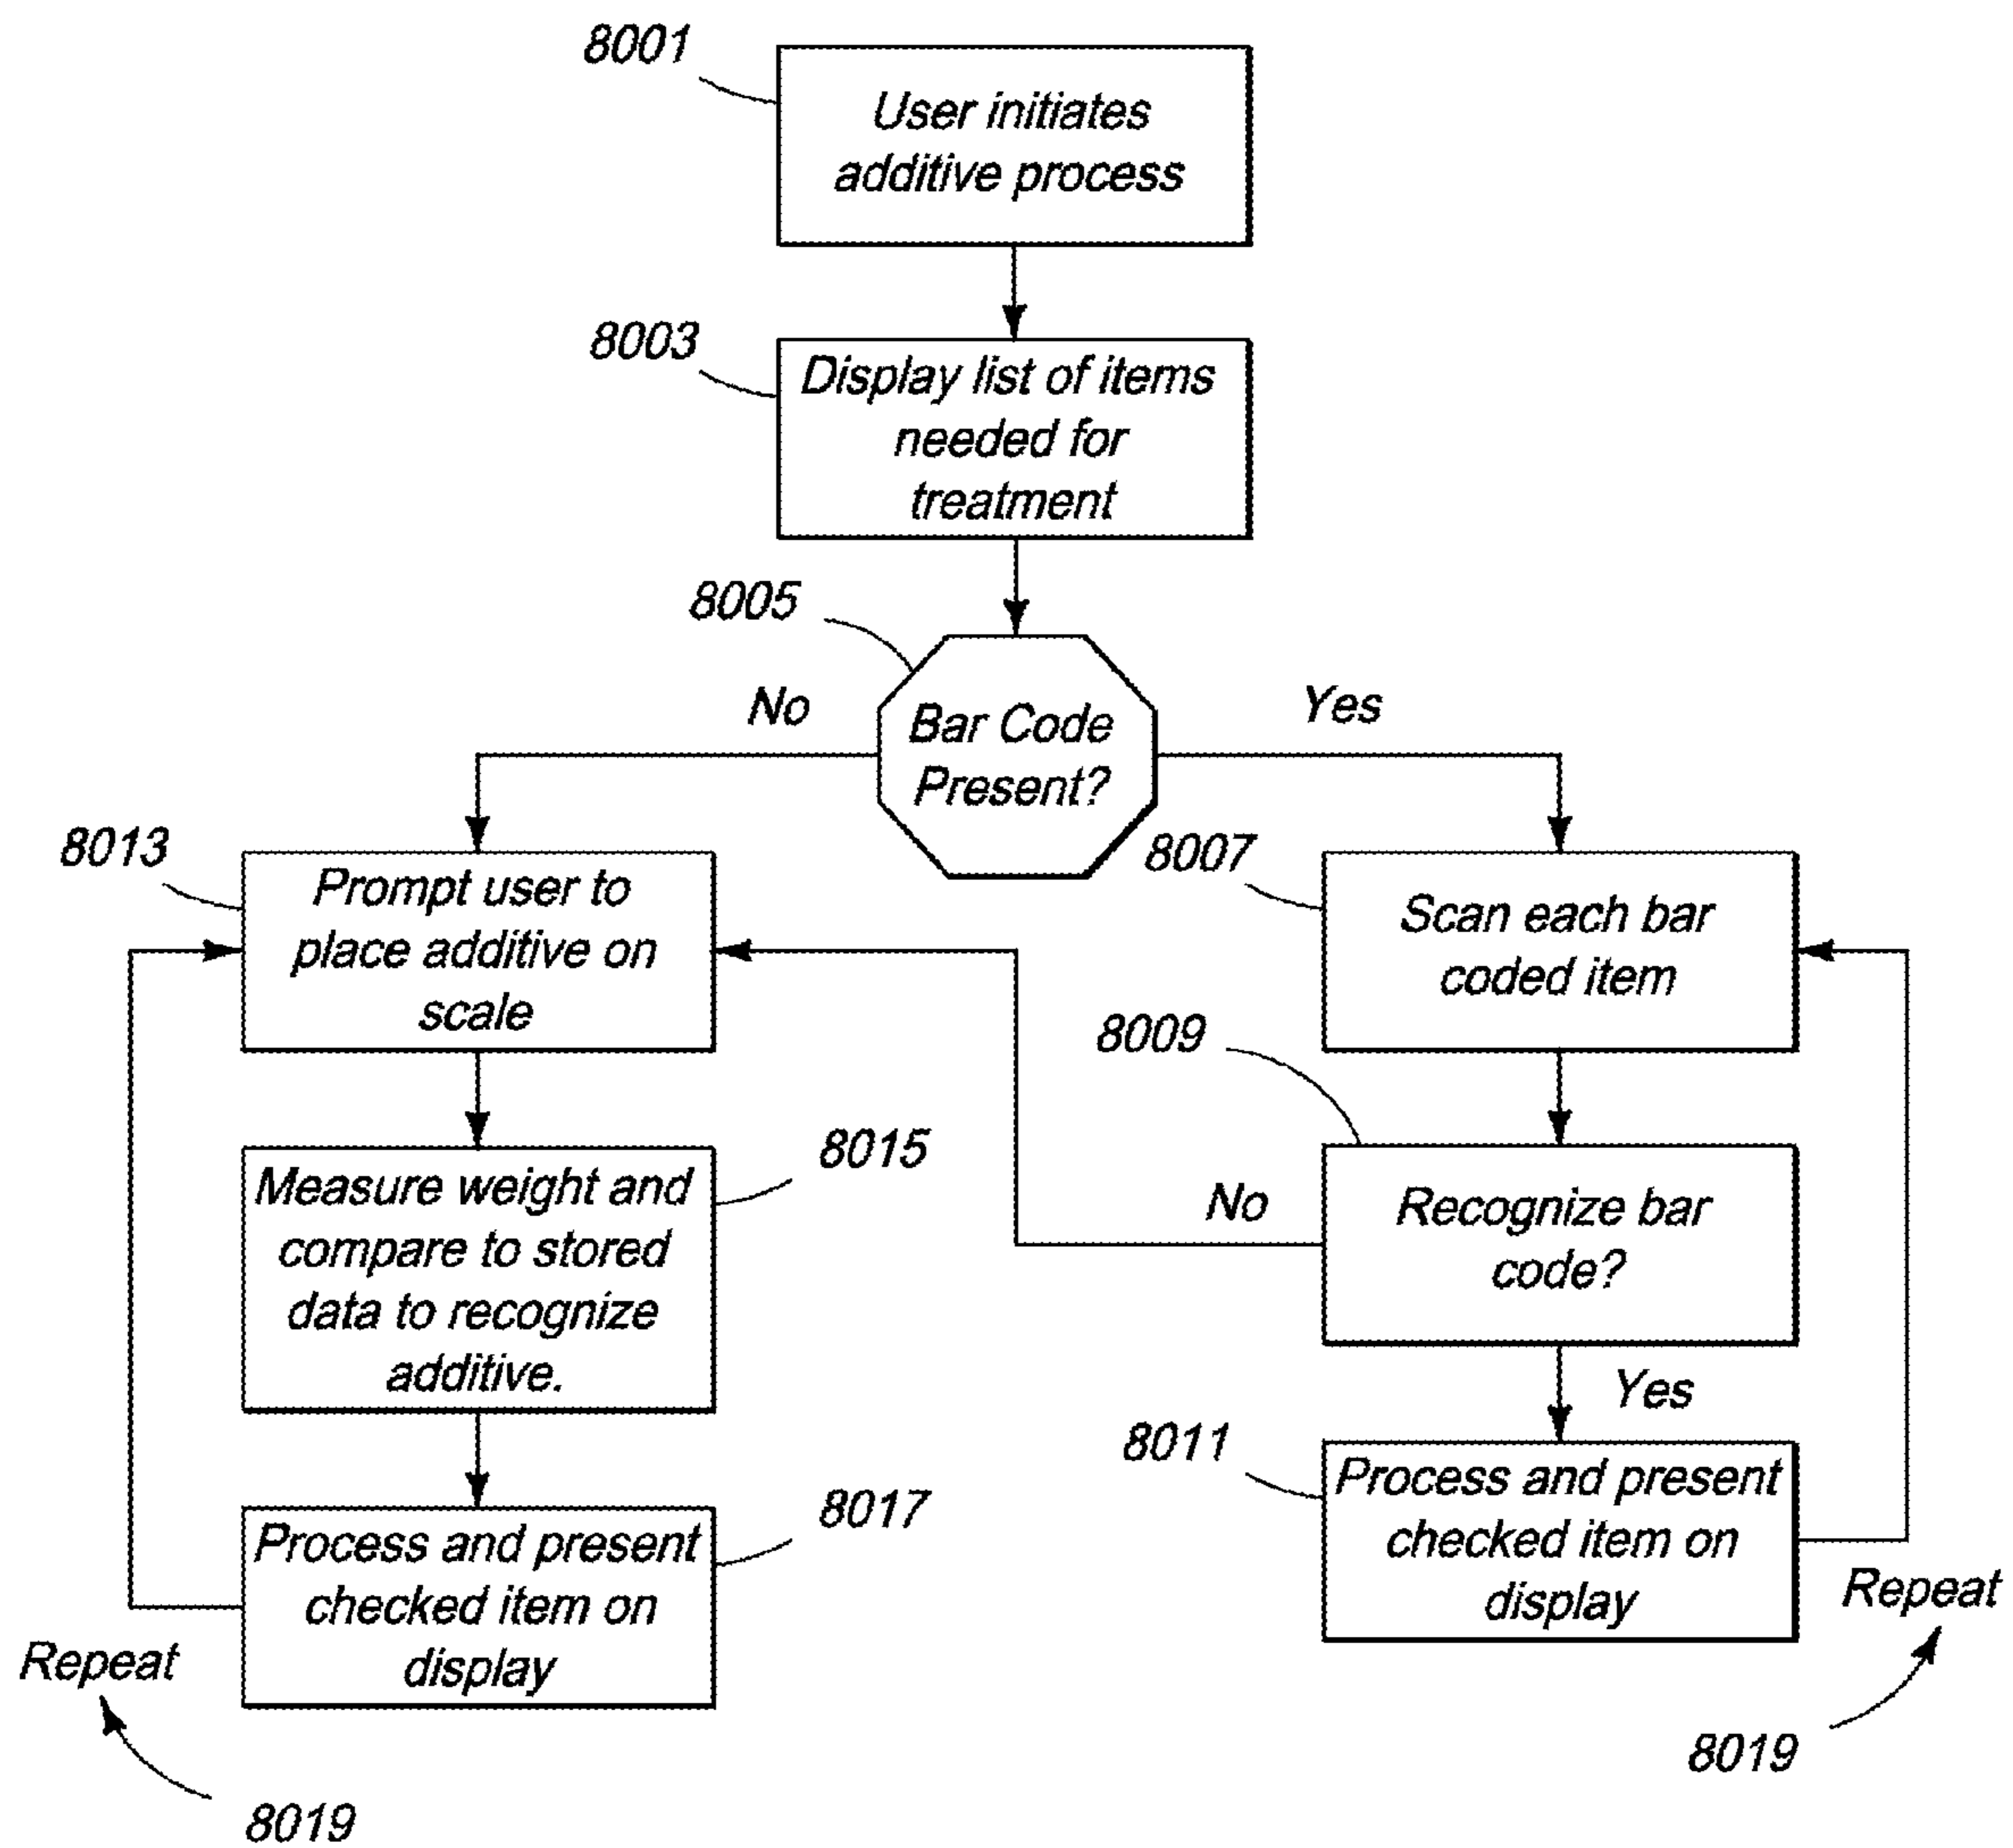 8001
User initiates
additive process
8003
Display list of items
needed for
treatment
8005
Bar Code
Present?
No
Yes
8013
Prompt user to
place additive on
scale
8007
Scan each bar
coded item
8009
Recognize bar
code?
No
Yes
8015
Measure weight and
compare to stored
data to recognize
additive.
8011
Process and present
checked item on
display
Repeat
8019
8017
Process and present
checked item on
display
Repeat
8019